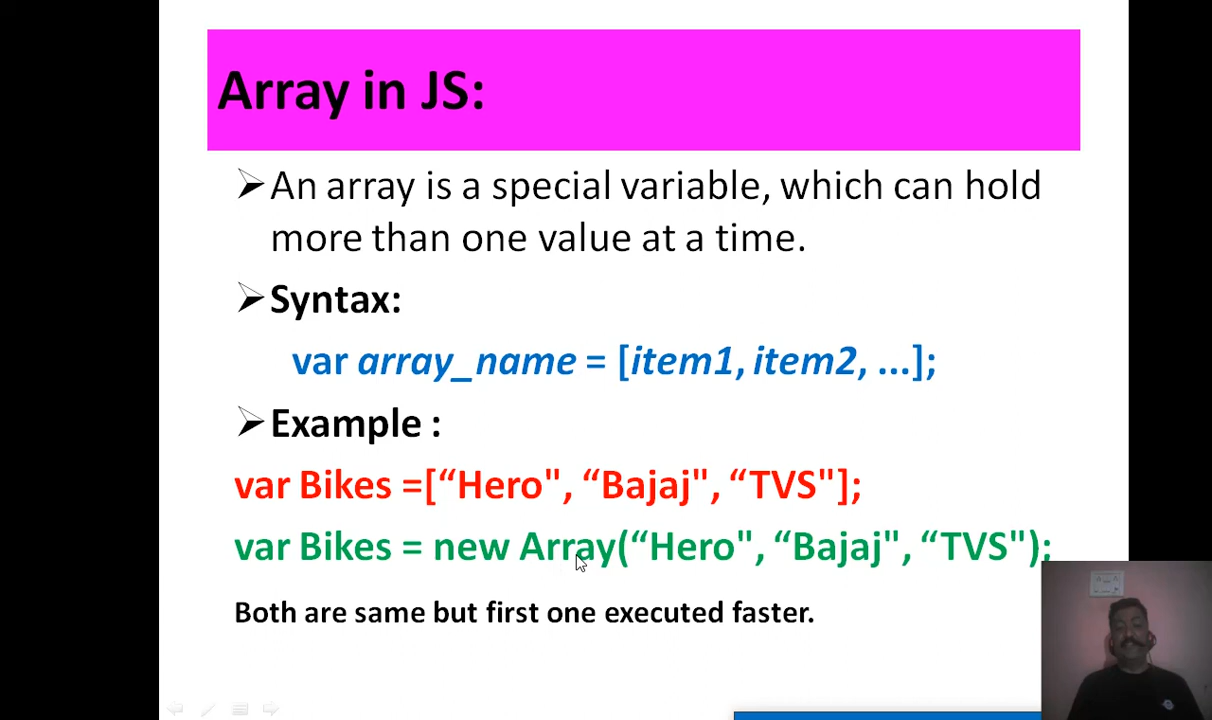 Array in JS:
➢An array is a special variable, which can hold
more than one value at a time.
➢Syntax:
var array_name = [item1, item2, ...];
➢Example :
var Bikes =[“Hero", “Bajaj", “TVS"];
var Bikes = new Array(“Hero", “Bajaj", “TVS");
Both are same but first one executed faster.